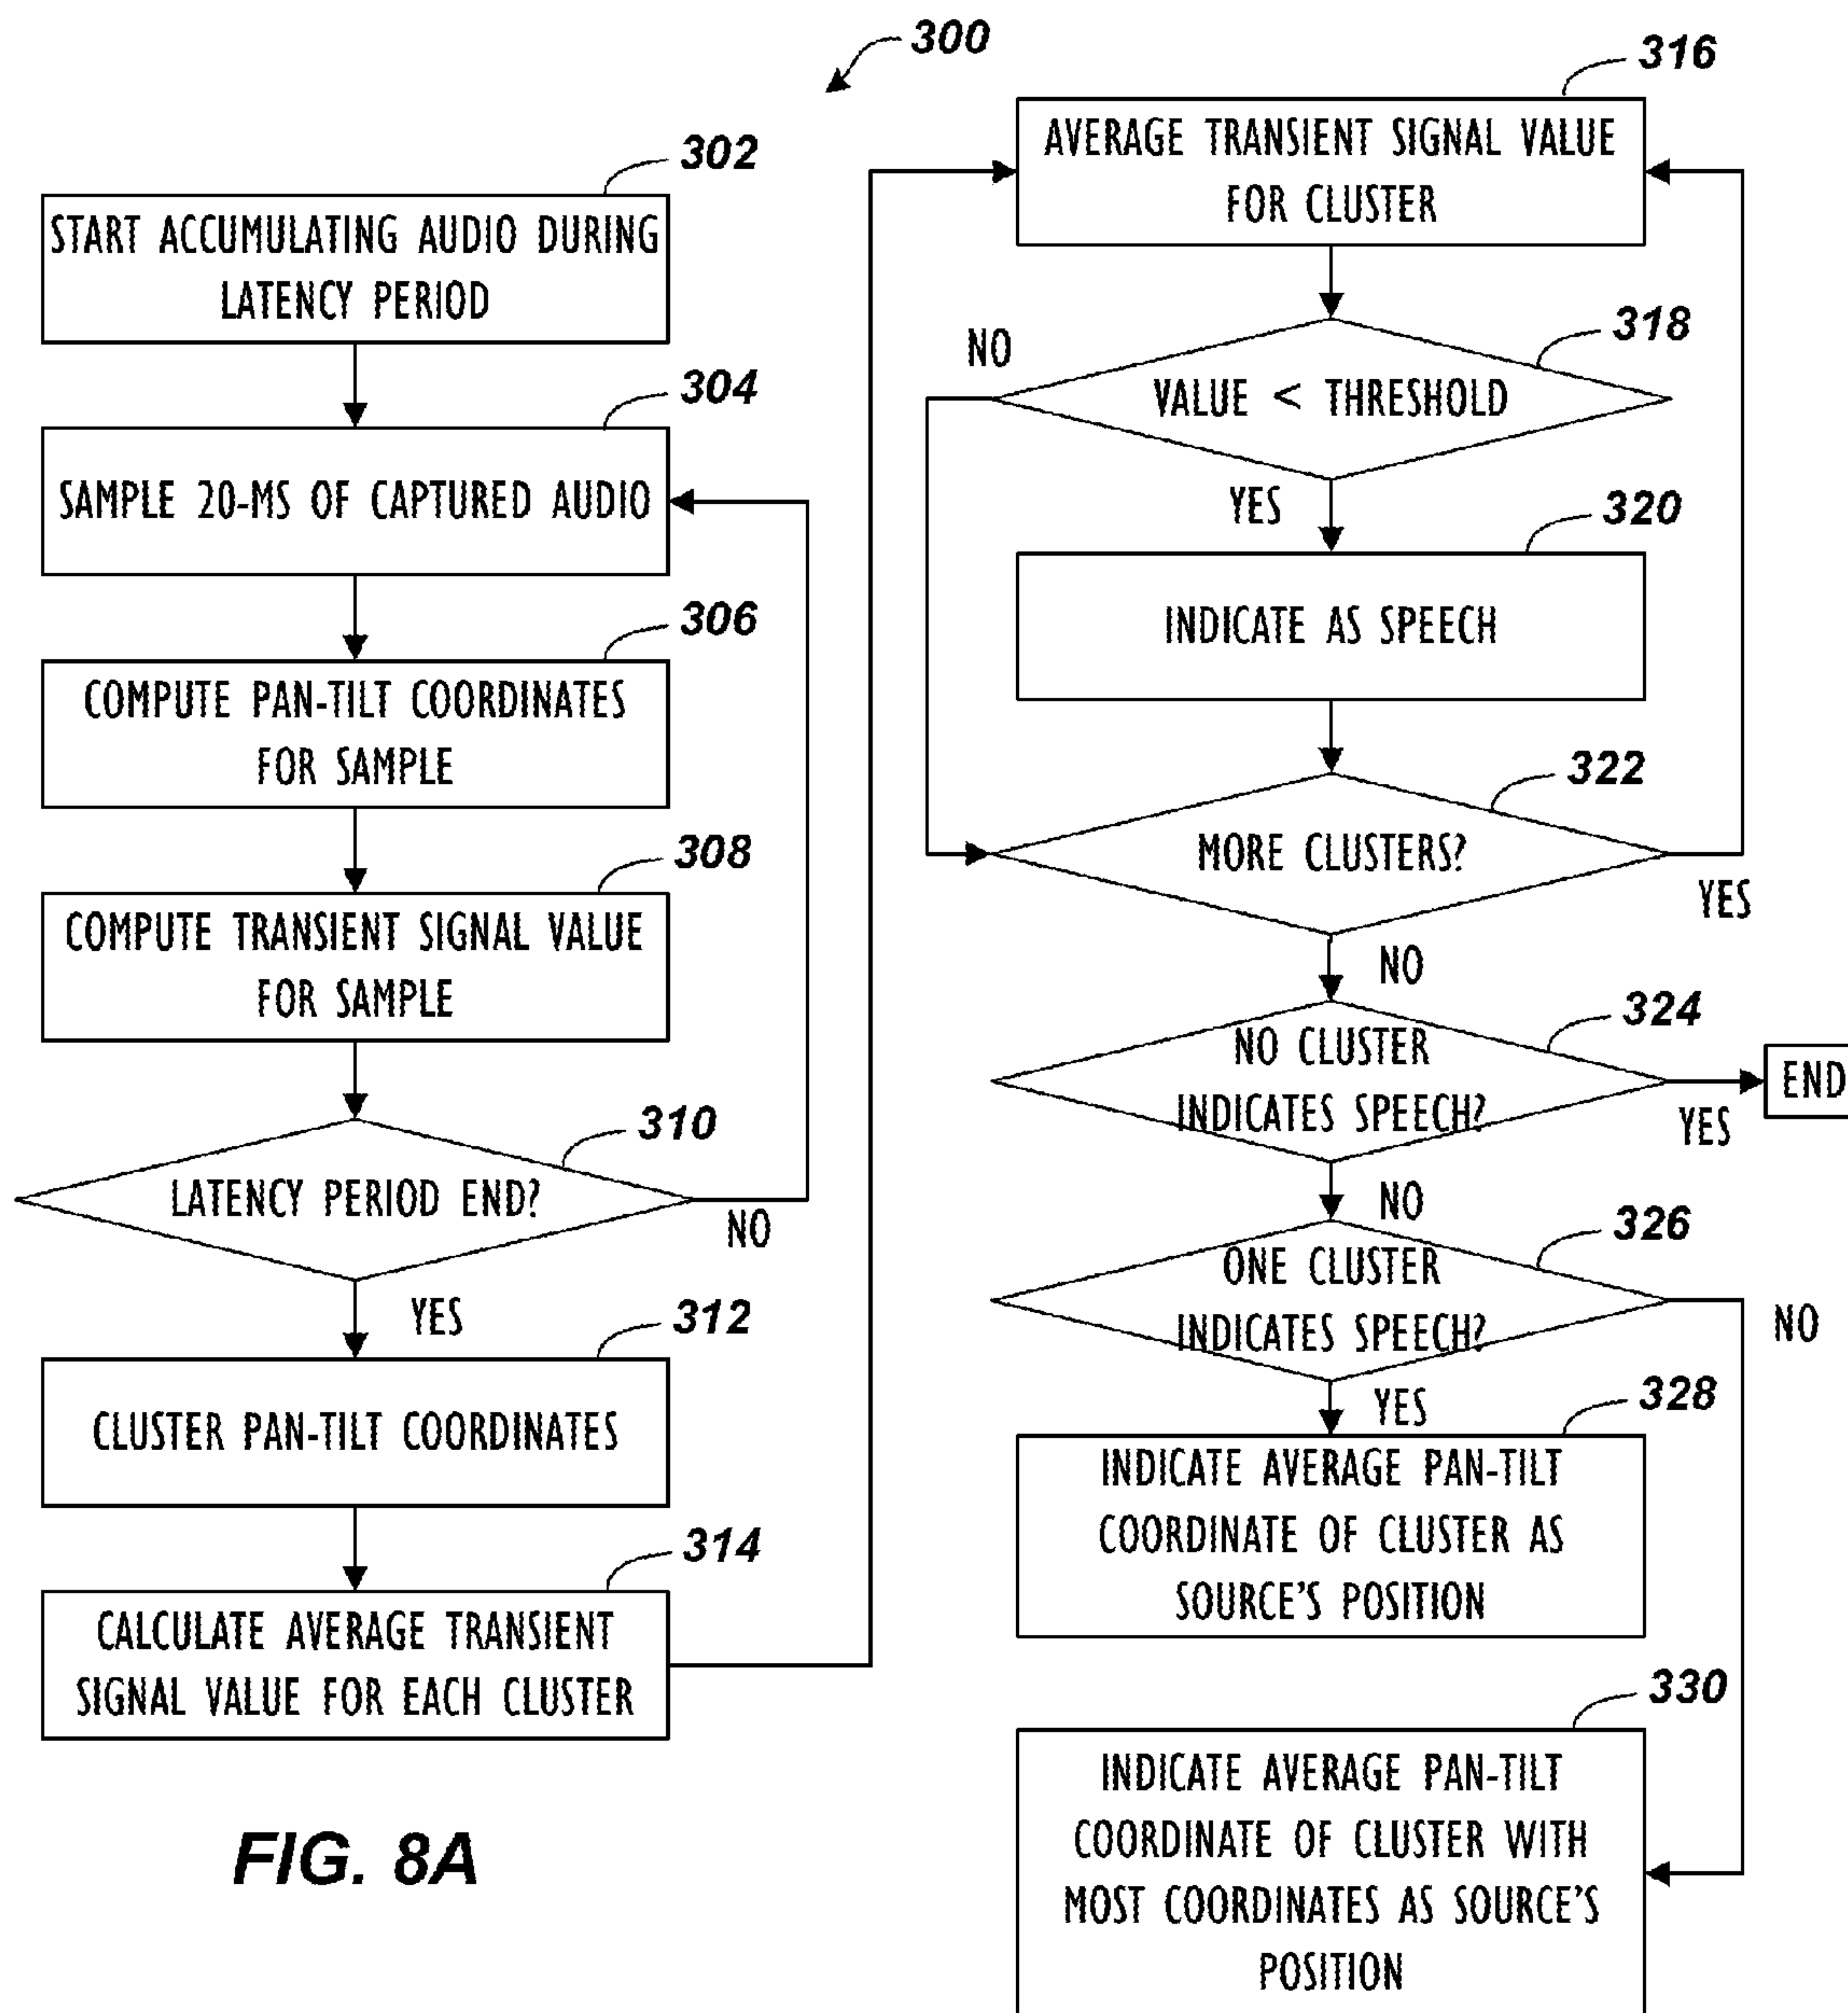 300
302
START ACCUMULATING AUDIO DURING
LATENCY PERIOD
304
SAMPLE 20-MS OF CAPTURED AUDIO
306
COMPUTE PAN-TILT COORDINATES
FOR SAMPLE
308
COMPUTE TRANSIENT SIGNAL VALUE
FOR SAMPLE
310
LATENCY PERIOD END?
NO
YES
312
CLUSTER PAN-TILT COORDINATES
314
CALCULATE AVERAGE TRANSIENT
SIGNAL VALUE FOR EACH CLUSTER
316
AVERAGE TRANSIENT SIGNAL VALUE
FOR CLUSTER
318
NO
VALUE < THRESHOLD
YES
320
INDICATE AS SPEECH
322
MORE CLUSTERS?
YES
NO
324
NO CLUSTER
INDICATES SPEECH?
END
YES
NO
326
ONE CLUSTER
INDICATES SPEECH?
NO
YES
328
INDICATE AVERAGE PAN-TILT
COORDINATE OF CLUSTER AS
SOURCE'S POSITION
330
INDICATE AVERAGE PAN-TILT
COORDINATE OF CLUSTER WITH
MOST COORDINATES AS SOURCE'S
POSITION
FIG. 8A